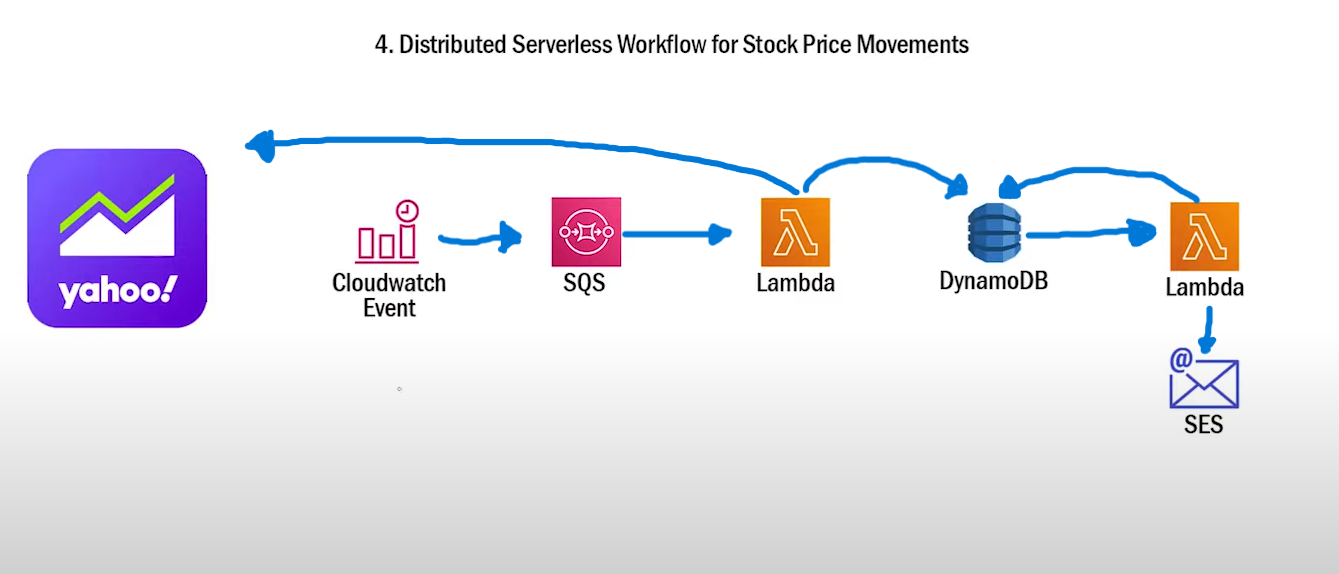 4. Distributed Serverless Workflow for Stock Price Movements
yahoo!
Cloudwatch
Event
SQS
Lambda
DynamoDB
Lambda
@
SES